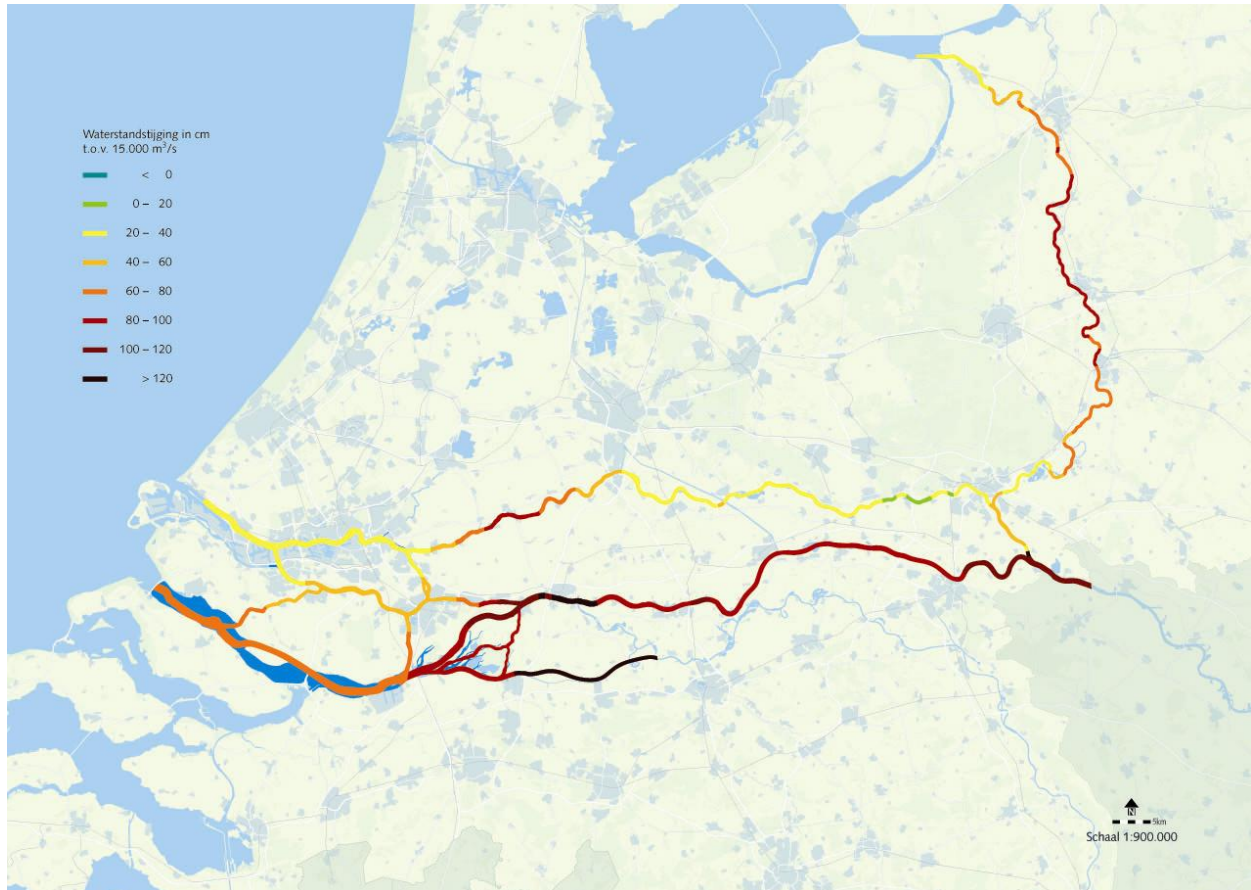 Waterstandstijging in cm
t.o.v. 15.000 m³/s
< 0
0 – 20
20 – 40
40 – 60
60 – 80
80 – 100
100 – 120
> 120
N
5km
Schaal 1:900.000